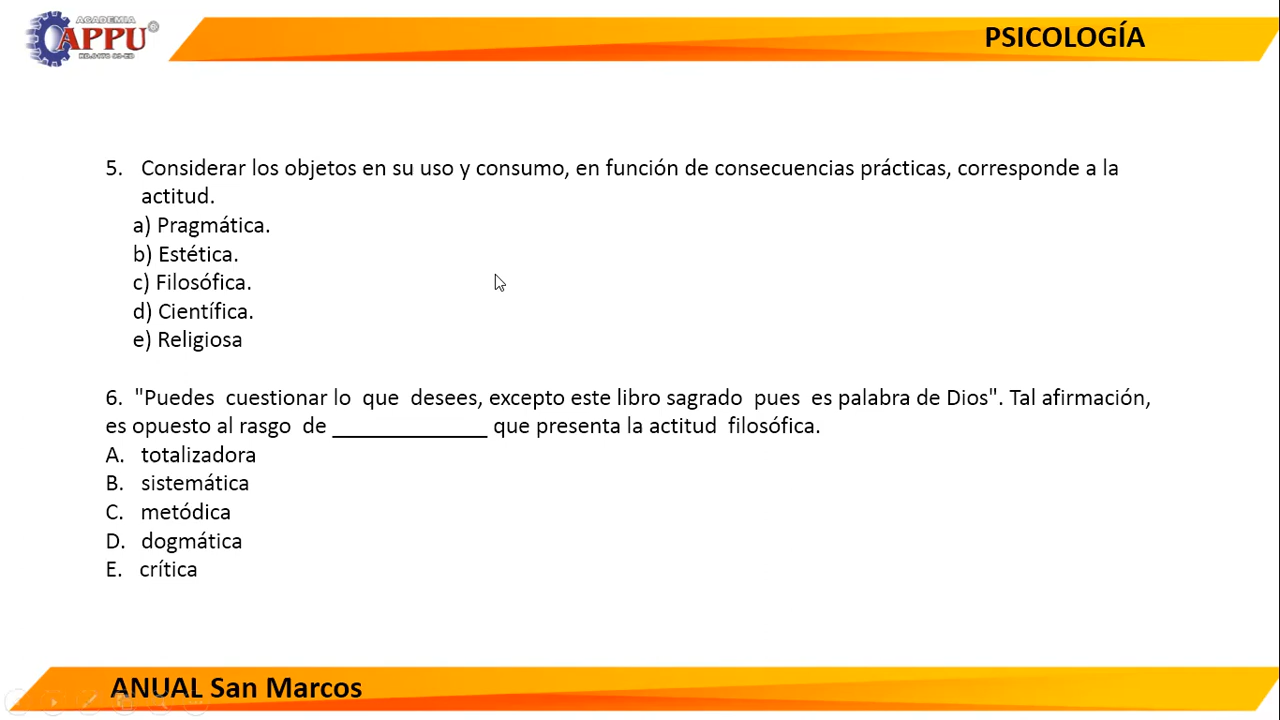 ACADEMIA
APPU
PSICOLOGÍA
5. Considerar los objetos en su uso y consumo, en función de consecuencias prácticas, corresponde a la
actitud.
a) Pragmática.
b) Estética.
c) Filosófica.
d) Científica.
e) Religiosa
6. "Puedes cuestionar lo que desees, excepto este libro sagrado pues es palabra de Dios". Tal afirmación,
es opuesto al rasgo de ______________ que presenta la actitud filosófica.
A. totalizadora
B. sistemática
C. metódica
D. dogmática
E. crítica
ANUAL San Marcos